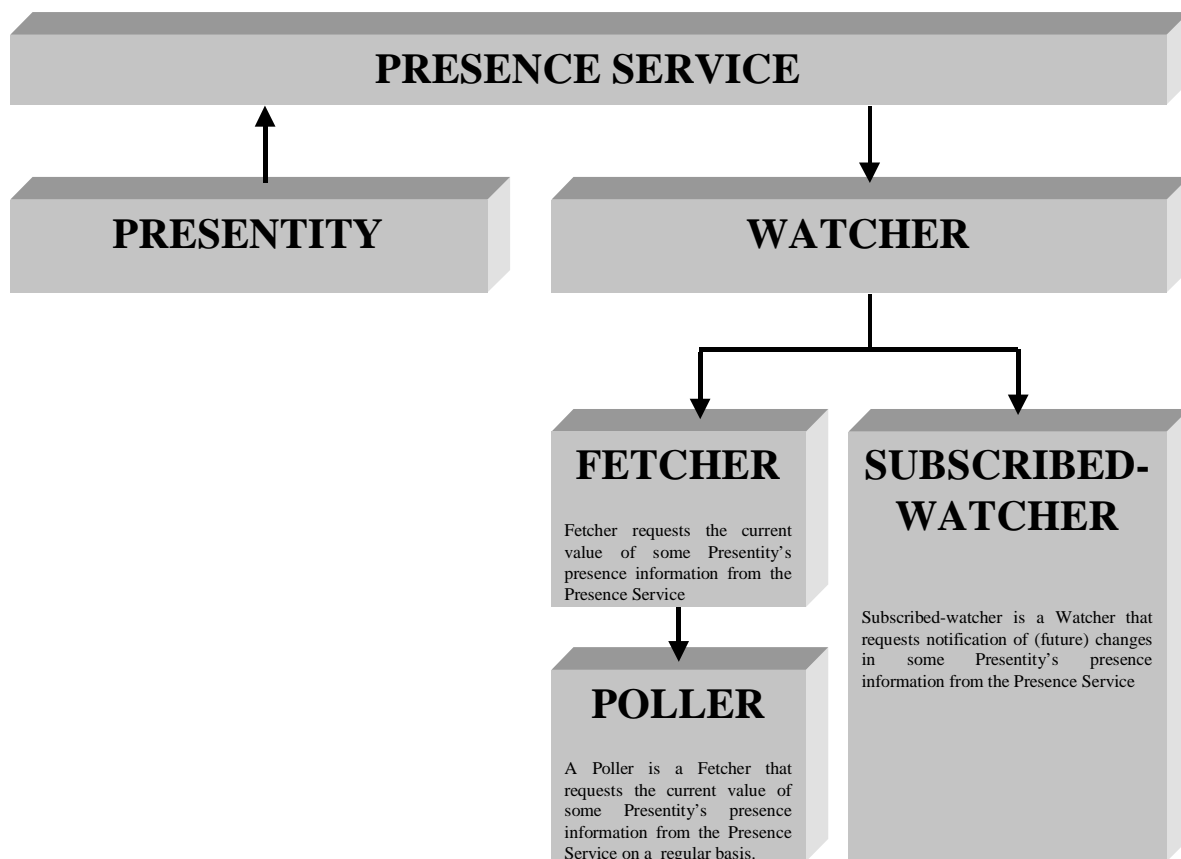 PRESENCE SERVICE
PRESENTITY
WATCHER
FETCHER
Fetcher requests the current
value of some Presentity's
presence information from the
Presence Service
SUBSCRIBED-
WATCHER
Subscribed-watcher is a Watcher that
requests notification of (future) changes
in some Presentity's presence
information from the Presence Service
POLLER
A Poller is a Fetcher that
requests the current value of
some Presentity's presence
information from the Presence
Service on a regular basis.